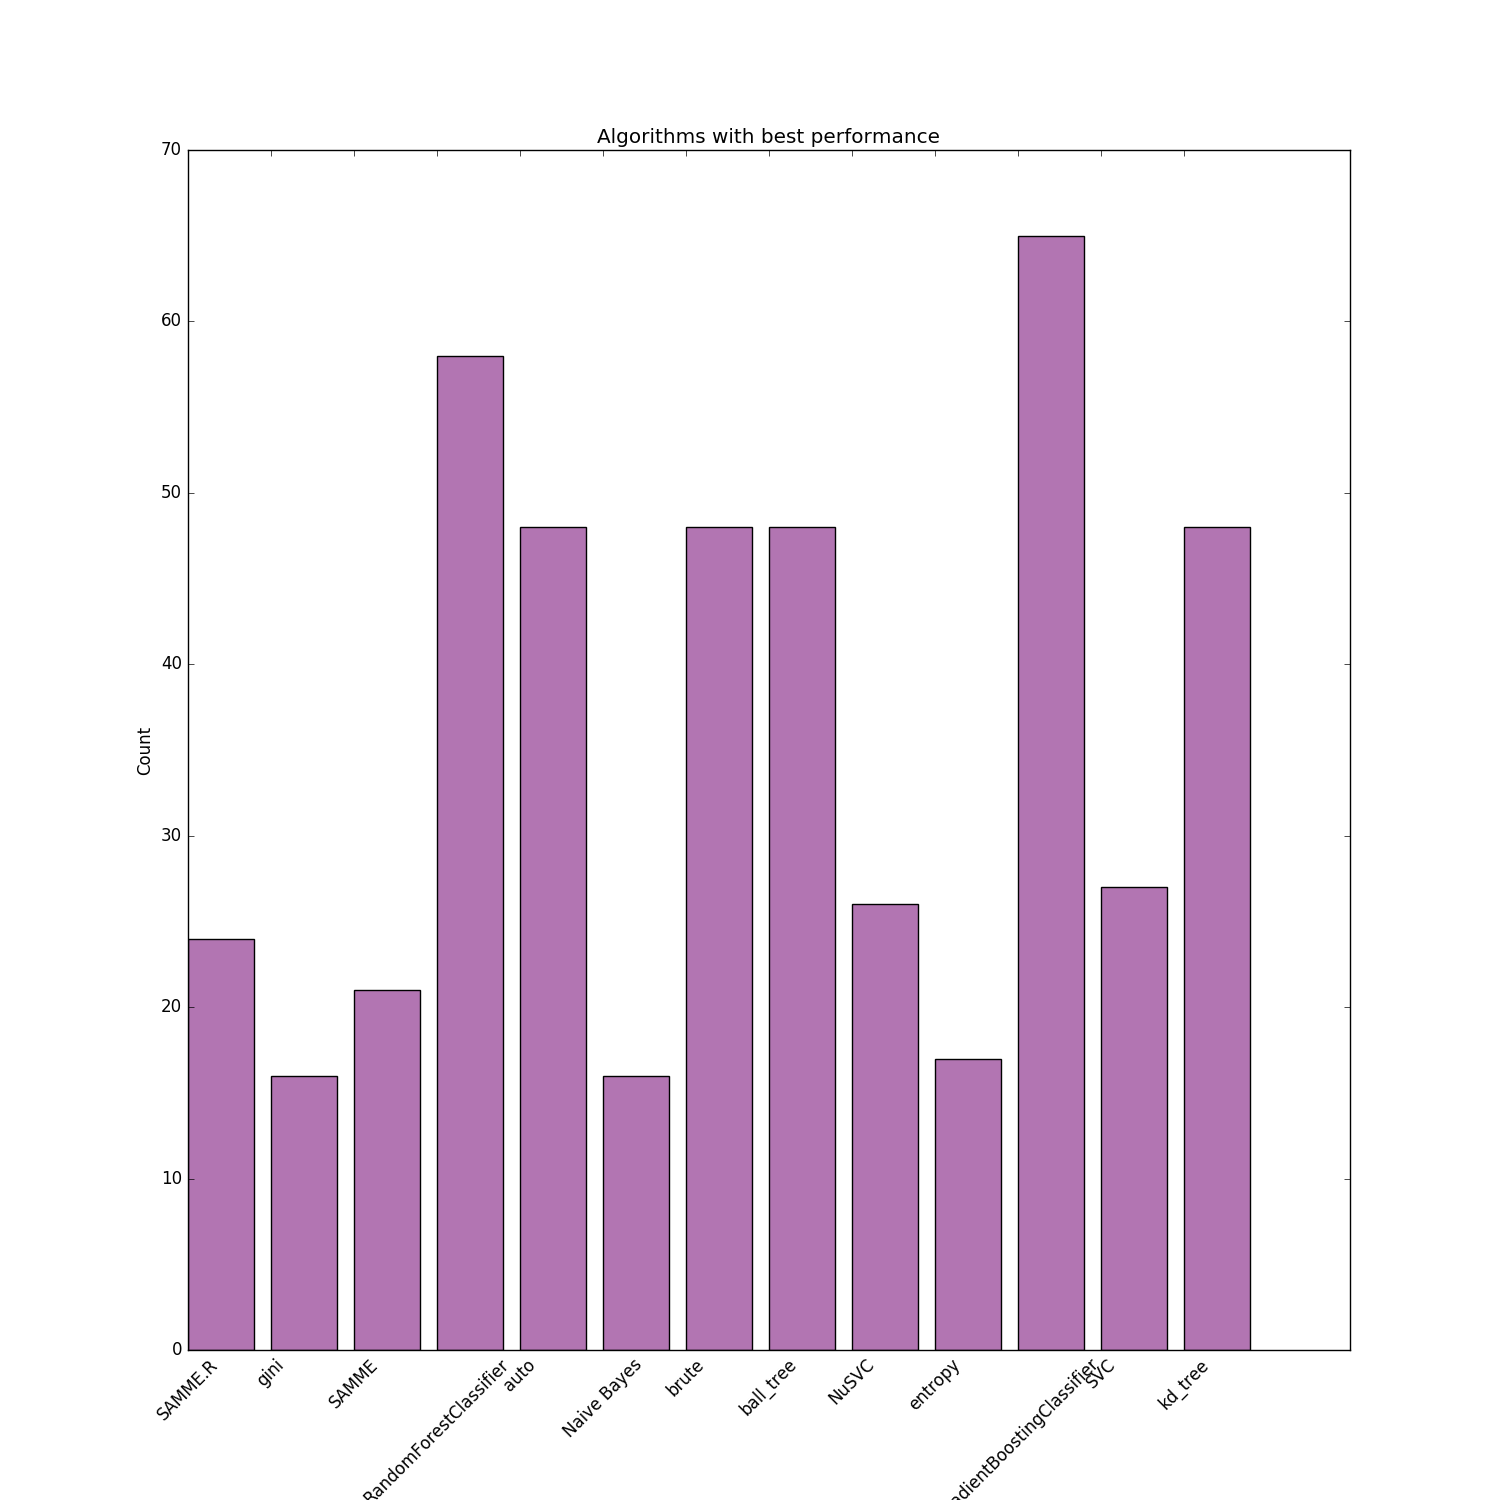 Algorithms with best performance
70
60
50
40
30
20
10
0
Count
SAMME.R
gini
SAMME
RandomForestClassifier
auto
Naive Bayes
brute
ball_tree
NuSVC
entropy
adientBoostingClassifier
SVC
kd_tree